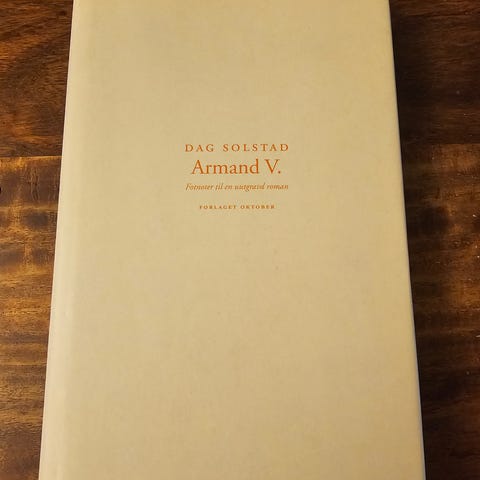 DAG SOLSTAD
Armand V.
Fotnoter til en uutgravd roman
FORLAGET OKTOBER